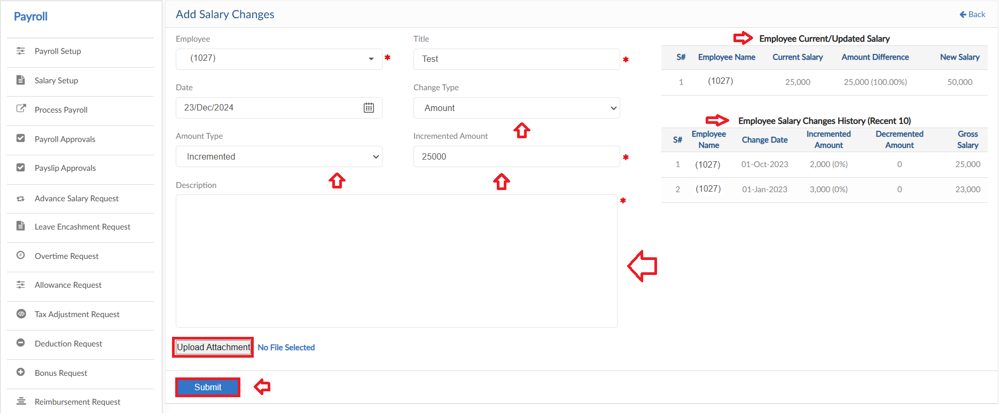 Payroll
Payroll Setup
Salary Setup
Process Payroll
Payroll Approvals
Payslip Approvals
Advance Salary Request
Leave Encashment Request
Overtime Request
Allowance Request
Tax Adjustment Request
Deduction Request
Bonus Request
Reimbursement Request
Add Salary Changes
Back
Employee
(1027)
*
Title
Test
*
Date
23/Dec/2024
Change Type
Amount
Amount Type
Incremented
Incremented Amount
25000
*
Description
*
Upload Attachment No File Selected
Submit
Employee Current/Updated Salary
S# Employee Name Current Salary Amount Difference New Salary
1 (1027) 25,000 25,000 (100.00%) 50,000
Employee Salary Changes History (Recent 10)
S# Employee Name Change Date Incremented Amount Decremented Amount Gross Salary
1 (1027) 01-Oct-2023 2,000 (0%) 0 25,000
2 (1027) 01-Jan-2023 3,000 (0%) 0 23,000